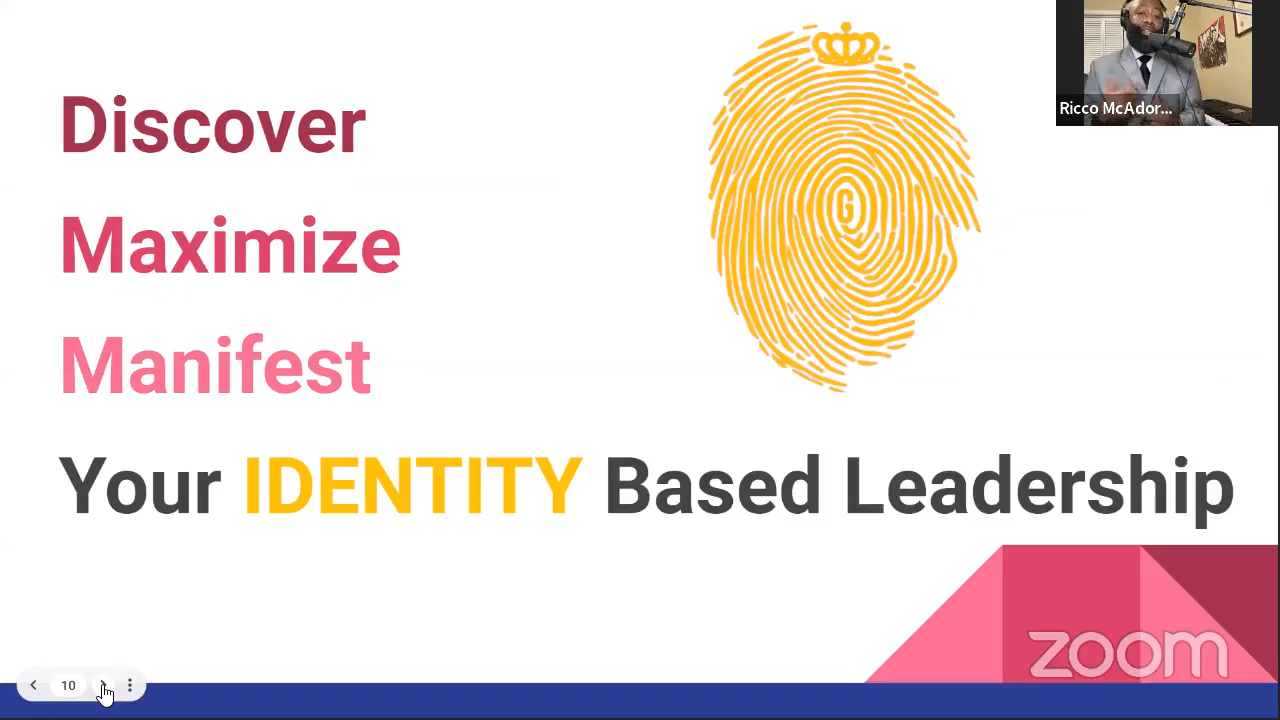 Discover
Maximize
Manifest
Your IDENTITY Based Leadership
G
Ricco McAdor...
zoom
10